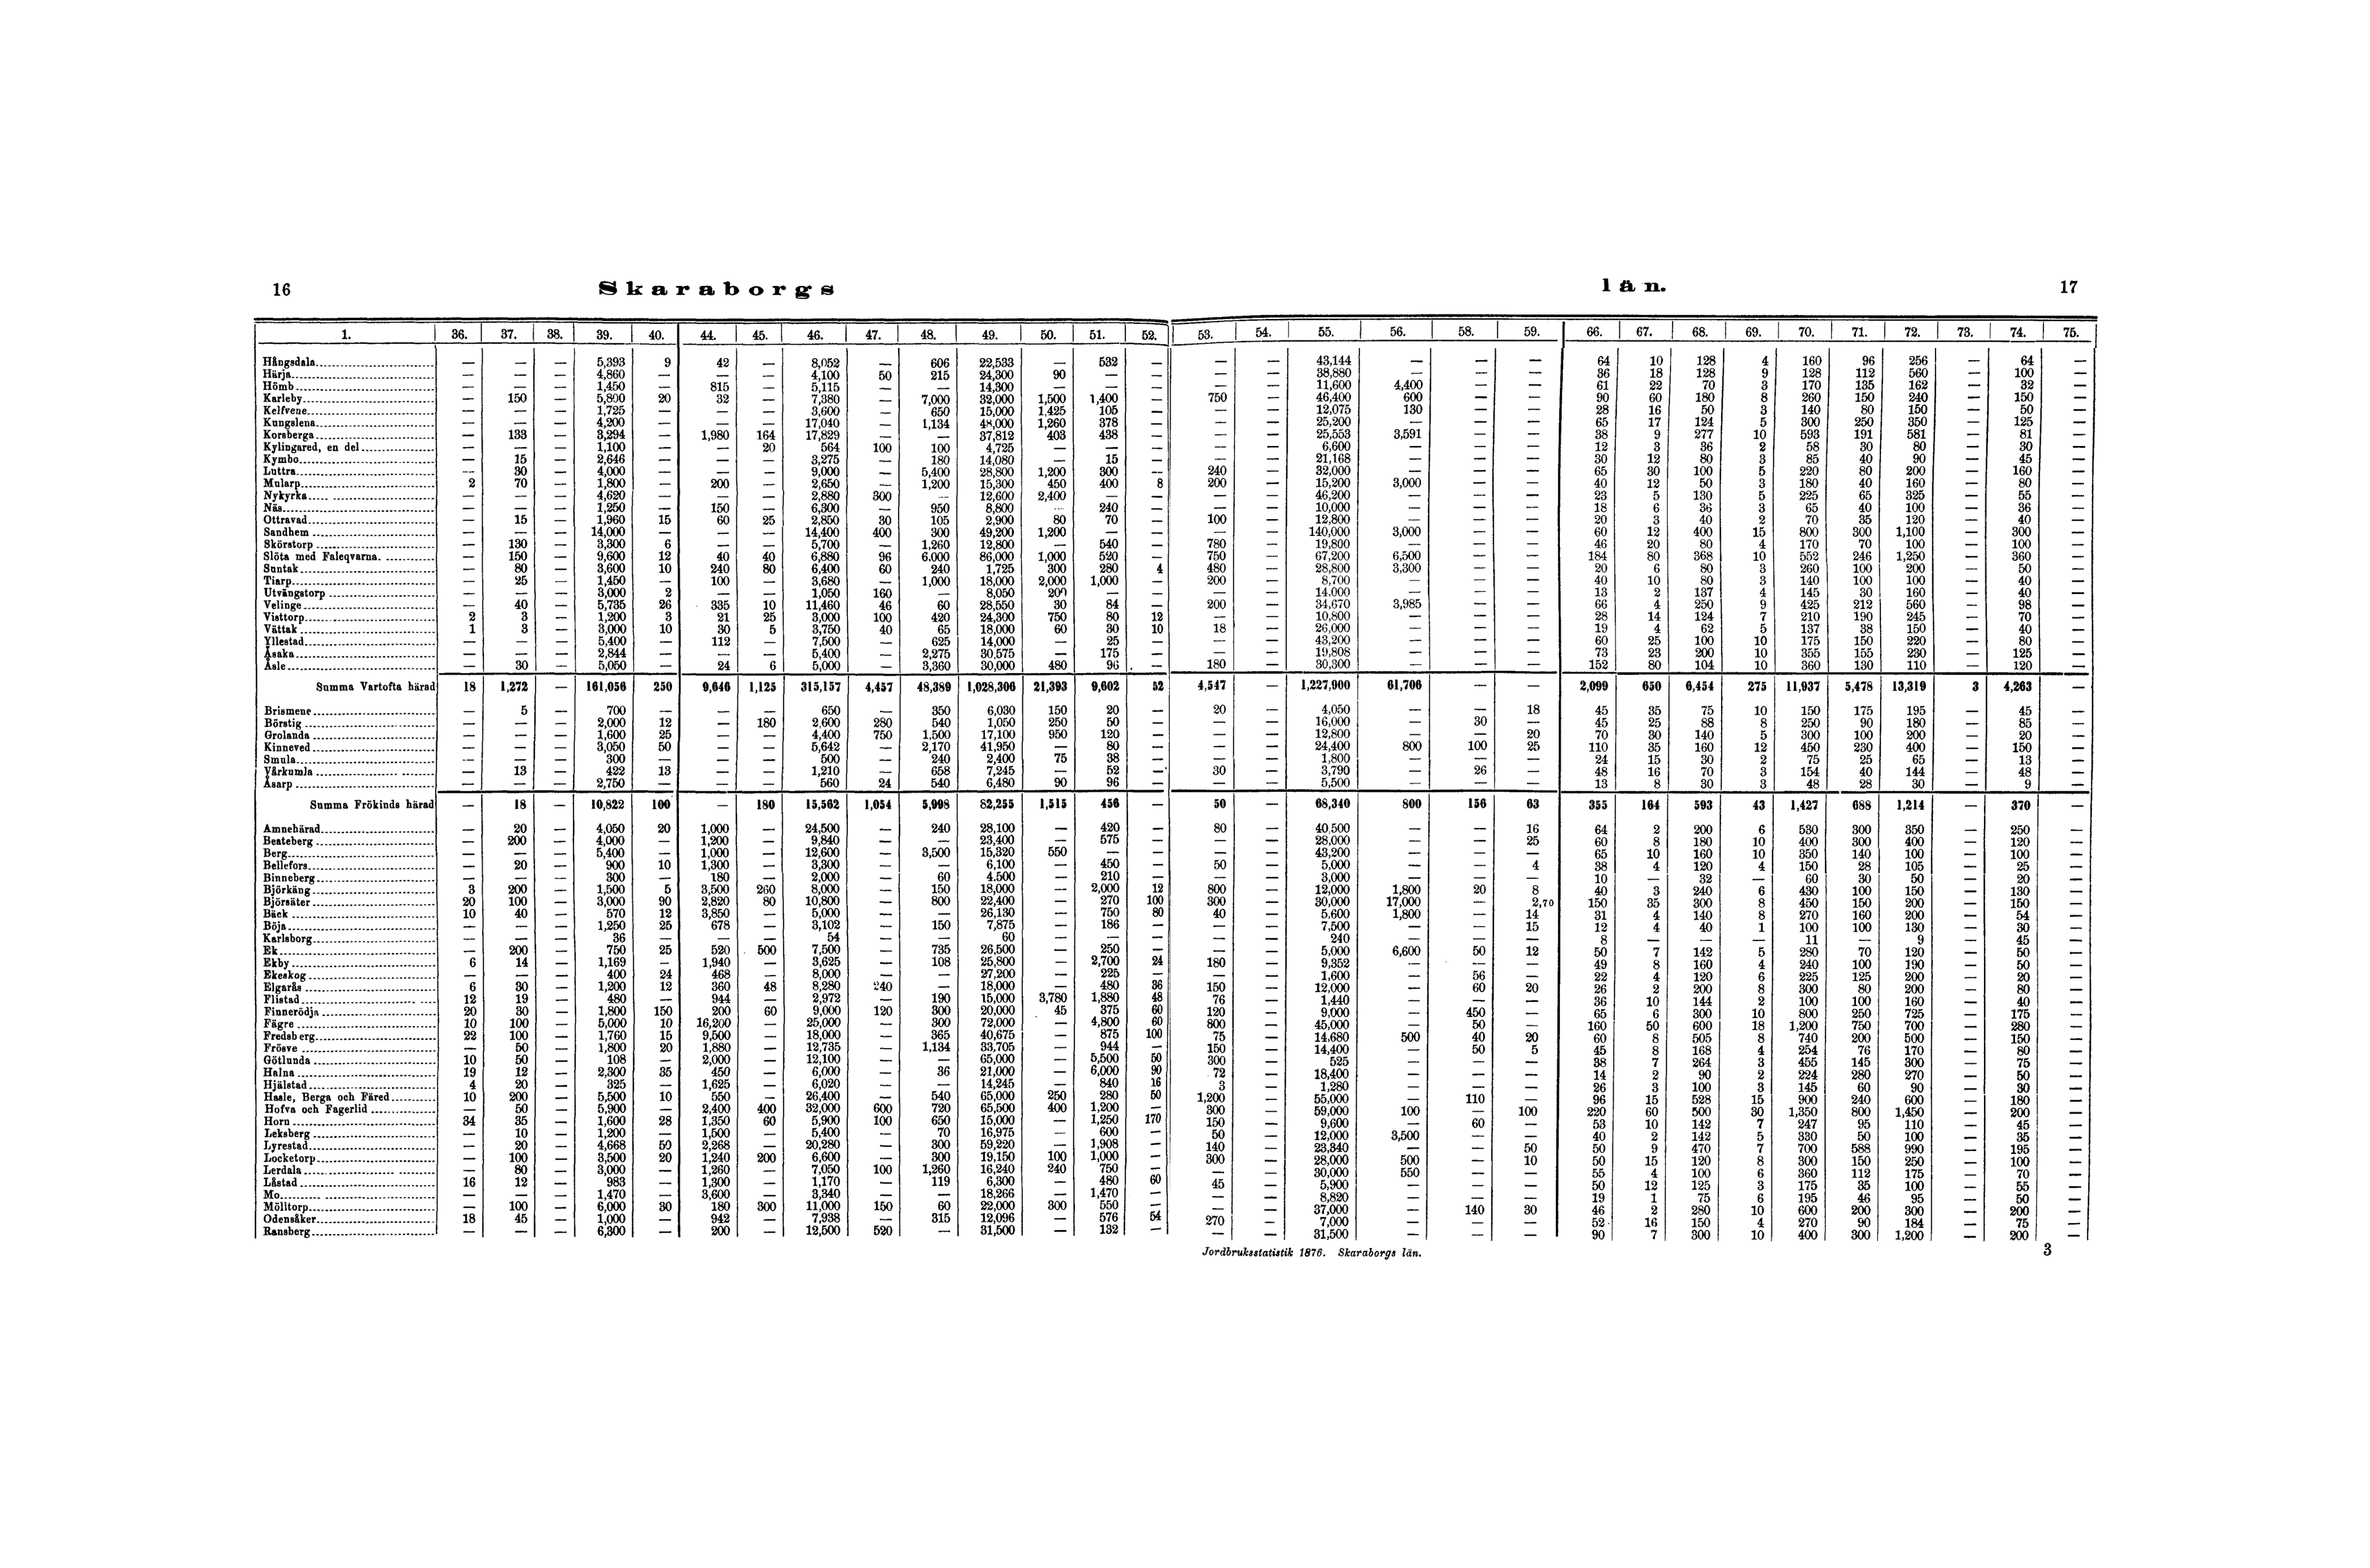 16 Skaraborgs län. 17
1. 36. 37. 38. 39. 40. 44. 45. 46. 47. 48. 49. 50. 51. 52. 53. 54. 55. 56. 58. 59. 66. 67. 68. 69. 70. 71. 72. 73. 74. 75.
Hångsdala — — — 5,393 9 42 — 8,052 — 606 22,533 — 532 — — — 43,144 — — — 64 10 128 4 160 96 256 — 64 —
Härja — — — 4,860 — — — 4,100 50 215 24,300 90 — — — — 38,880 — — — 36 18 128 9 128 112 560 — 100 —
Hömb — — — 1,450 — 815 — 5,115 — — 14,300 — — — — — 11,600 4,400 — — 61 22 70 3 170 135 162 — 32 —
Karleby — 150 — 5,800 20 32 — 7,380 — 7,000 32,000 1,500 1,400 — 750 — 46,400 600 — — 90 60 180 8 260 150 240 — 150 —
Kelfvene — — — 1,725 — — — 3,600 — 650 15,000 1,425 105 — — — 12,075 130 — — 28 16 50 3 140 80 150 — 50 —
Kungslena — — — 4,200 — — — 17,040 — 1,134 48,000 1,260 378 — — — 25,200 — — — 65 17 124 5 300 250 350 — 125 —
Korsberga — 133 — 3,294 — 1,980 164 17,829 — — 37,812 403 438 — — — 25,553 3,591 — — 38 9 277 10 593 191 581 — 81 —
Kylingared, en del — — — 1,100 — — 20 564 100 100 4,725 — — — — — 6,600 — — — 12 3 36 2 58 30 80 — 30 —
Kymbo — 15 — 2,646 — — — 3,275 — 180 14,080 — 15 — — — 21,168 — — — 30 12 80 3 85 40 90 — 45 —
Luttra — 30 — 4,000 — — — 9,000 — 5,400 28,800 1,200 300 — 240 — 32,000 — — — 65 30 100 5 220 80 200 — 160 —
Mularp 2 70 — 1,800 — 200 — 2,650 — 1,200 15,300 450 400 8 200 — 15,200 3,000 — — 40 12 50 3 180 40 160 — 80 —
Nykyrka — — — 4,620 — — — 2,880 300 — 12,600 2,400 — — — — 46,200 — — — 23 5 130 5 225 65 325 — 55 —
Näs — — — 1,250 — 150 — 6,300 — 950 8,800 — 240 — — — 10,000 — — — 18 6 36 3 65 40 100 — 36 —
Ottravad — 15 — 1,960 15 60 25 2,850 30 105 2,900 80 70 — 100 — 12,800 — — — 20 3 40 2 70 35 120 — 40 —
Sandhem — — — 14,000 — — — 14,400 400 300 49,200 1,200 — — — — 140,000 3,000 — — 60 12 400 15 800 300 1,100 — 300 —
Skörstorp — 130 — 3,300 6 — — 5,700 — 1,260 12,800 — 540 — 780 — 19,800 — — — 46 20 80 4 170 70 100 — 100 —
Slöta med Faleqvarna — 150 — 9,600 12 40 40 6,880 96 6.000 86,000 1,000 520 — 750 — 67,200 6,500 — — 184 80 368 10 552 246 1,250 — 360 —
Suntak — 80 — 3,600 10 240 80 6,400 60 240 1,725 300 280 4 480 — 28,800 3,300 — — 20 6 80 3 260 100 200 — 50 —
Tiarp — 25 — 1,450 — 100 — 3,680 — 1,000 18,000 2,000 1,000 — 200 — 8,700 — — — 40 10 80 3 140 100 100 — 40 —
Utvängstorp — — — 3,000 2 — — 1,050 160 — 8,050 200 — — — — 14.000 — — — 13 2 137 4 145 30 160 — 40 —
Velinge — 40 — 5,735 26 335 10 11,460 46 60 28,550 30 84 — 200 — 34,670 3,985 — — 66 4 250 9 425 212 560 — 98 —
Visttorp 2 3 — 1,200 3 21 25 3,000 100 420 24,300 750 80 12 — — 10,800 — — — 28 14 124 7 210 190 245 — 70 —
Vättak 1 3 — 3,000 10 30 5 3,750 40 65 18,000 60 30 10 18 — 26,000 — — — 19 4 62 5 137 38 150 — 40 —
Yllestad — — — 5,400 — 112 — 7,500 — 625 14,000 — 25 — — — 43,200 — — — 60 25 100 10 175 150 220 — 80 —
Åsaka — — — 2,844 — — — 5,400 — 2,275 30,575 — 175 — — — 19,808 — — — 73 23 200 10 355 155 230 — 125 —
Åsle — 30 — 5,050 — 24 6 5,000 — 3,360 30,000 480 96 — 180 — 30,300 — — — 152 80 104 10 360 130 110 — 120 —
Summa Vartofta härad 18 1,272 — 161,056 250 9,646 1,125 315,157 4,457 48,389 1,028,306 21,393 9,602 52 4,547 — 1,227,900 61,706 — — 2,099 650 6,454 275 11,937 5,478 13,319 3 4,263 —
Brismene — 5 — 700 — — — 650 — 350 6,030 150 20 — 20 — 4,050 — — 18 45 35 75 10 150 175 195 — 45 —
Börstig — — — 2,000 12 — 180 2,600 280 540 1,050 250 50 — — — 16,000 — 30 — 45 25 88 8 250 90 180 — 85 —
Grolanda — — — 1,600 25 — — 4,400 750 1,500 17,100 950 120 — — — 12,800 — — 20 70 30 140 5 300 100 200 — 20 —
Kinneved — — — 3,050 50 — — 5,642 — 2,170 41,950 — 80 — — — 24,400 800 100 25 110 35 160 12 450 230 400 — 150 —
Smula — — — 300 — — — 500 — 240 2,400 75 38 — — — 1,800 — — — 24 15 30 2 75 25 65 — 13 —
Vårkumla — 13 — 422 13 — — 1,210 — 658 7,245 — 52 — 30 — 3,790 — 26 — 48 16 70 3 154 40 144 — 48 —
Åsarp — — — 2,750 — — — 560 24 540 6,480 90 96 — — — 5,500 — — — 13 8 30 3 48 28 30 — 9 —
Summa Frökinds härad — 18 — 10,822 100 — 180 15,562 1,054 5,998 82,255 1,515 456 — 50 — 68,340 800 156 63 355 164 593 43 1,427 688 1,214 — 370 —
Amnehärad — 20 — 4,050 20 1,000 — 24,500 — 240 28,100 — 420 — 80 — 40,500 — — 16 64 2 200 6 530 300 350 — 250 —
Beateberg — 200 — 4,000 — 1,200 — 9,840 — — 23,400 — 575 — — — 28,000 — — 25 60 8 180 10 400 300 400 — 120 —
Berg — — — 5,400 — 1,000 — 12,600 — 3,500 15,320 550 — — — — 43,200 — — — 65 10 160 10 350 140 100 — 100 —
Bellefors — 20 — 900 10 1,300 — 3,300 — — 6,100 — 450 — 50 — 5,000 — — 4 38 4 120 4 150 28 105 — 25 —
Binneberg — — — 300 — 180 — 2,000 — 60 4.500 — 210 — — — 3,000 — — — 10 — 32 — 60 30 50 — 20 —
Björkäng 3 200 — 1,500 5 3,500 260 8,000 — 150 18,000 — 2,000 12 800 — 12,000 1,800 20 8 40 3 240 6 430 100 150 — 130 —
Björsäter 20 100 — 3,000 90 2,820 80 10,800 — 800 22,400 — 270 100 300 — 30,000 17,000 — 2,70 150 35 300 8 450 150 200 — 150 —
Bäck 10 40 — 570 12 3,850 — 5,000 — — 26,130 — 750 80 40 — 5,600 1,800 — 14 31 4 140 8 270 160 200 — 54 —
Böja — — — 1,250 25 678 — 3,102 — 150 7,875 — 186 — — — 7,500 — — 15 12 4 40 1 100 100 130 — 30 —
Karlsborg — — — 36 — — — 54 — — 60 — — — — — 240 — — — 8 — — — 11 — 9 — 45 —
Ek — 200 — 750 25 520 500 7,500 — 735 26,500 — 250 — — — 5,000 6,600 50 12 50 7 142 5 280 70 120 — 50 —
Ekby 6 14 — 1,169 — 1,940 — 3,625 — 108 25,800 — 2,700 24 180 — 9,352 — — — 49 8 160 4 240 100 190 — 50 —
Ekeskog — — — 400 24 468 — 8,000 — — 27,200 — 225 — — — 1,600 — 56 — 22 4 120 6 225 125 200 — 20 —
Elgarås 6 30 — 1,200 12 360 48 8,280 240 — 18,000 — 480 36 150 — 12,000 — 60 20 26 2 200 8 300 80 200 — 80 —
Flistad 12 19 — 480 — 944 — 2,972 — 190 15,000 3,780 1,880 48 76 — 1,440 — — — 36 10 144 2 100 100 160 — 40 —
Finnerödja 20 30 — 1,800 150 200 60 9,000 120 300 20,000 45 375 60 120 — 9,000 — 450 — 65 6 300 10 800 250 725 — 175 —
Fägre 10 100 — 5,000 10 16,200 — 25,000 — 300 72,000 — 4,800 60 800 — 45,000 — 50 — 160 50 600 18 1,200 750 700 — 280 —
Fredsberg 22 100 — 1,760 15 9,500 — 18,000 — 365 40,675 — 875 100 75 — 14,680 500 40 20 60 8 505 8 740 200 500 — 150 —
Frösve — 50 — 1,800 20 1,880 — 12,735 — 1,134 33,705 — 944 — 150 — 14,400 — 50 5 45 8 168 4 254 76 170 — 80 —
Götlunda 10 50 — 108 — 2,000 — 12,100 — — 65,000 — 5,500 50 300 — 525 — — — 38 7 264 3 455 145 300 — 75 —
Halna 19 12 — 2,300 35 450 — 6,000 — 36 21,000 — 6,000 90 72 — 18,400 — — — 14 2 90 2 224 280 270 — 50 —
Hjälstad 4 20 — 325 — 1,625 — 6,020 — — 14,245 — 840 16 3 — 1,280 — — — 26 3 100 3 145 60 90 — 30 —
Hasle, Berga och Färed 10 200 — 5,500 10 550 — 26,400 — 540 65,000 250 280 50 1,200 — 55,000 — 110 — 96 15 528 15 900 240 600 — 180 —
Hofva och Fagerlid — 50 — 5,900 — 2,400 400 32,000 600 720 65,500 400 1,200 — 300 — 59,000 100 — 100 220 60 500 30 1,350 800 1,450 — 200 —
Horn 34 35 — 1,600 28 1,350 60 5,900 100 650 15,000 — 1,250 170 150 — 9,600 — 60 — 53 10 142 7 247 95 110 — 45 —
Leksberg — 10 — 1,200 — 1,500 — 5,400 — 70 16,975 — 600 — 50 — 12,000 3,500 — — 40 2 142 5 330 50 100 — 35 —
Lyrestad — 20 — 4,668 50 2,268 — 20,280 — 300 59,220 — 1,908 — 140 — 23,340 — — 50 50 9 470 7 700 588 990 — 195 —
Locketorp — 100 — 3,500 20 1,240 200 6,600 — 300 19,150 100 1,000 — 300 — 28,000 500 — 10 50 15 120 8 300 150 250 — 100 —
Lerdala — 80 — 3,000 — 1,260 — 7,050 100 1,260 16,240 240 750 — — — 30,000 550 — — 55 4 100 6 360 112 175 — 70 —
Låstad 16 12 — 983 — 1,300 — 1,170 — 119 6,300 — 480 60 45 — 5,900 — — — 50 12 125 3 175 35 100 — 55 —
Mo — — — 1,470 — 3,600 — 3,340 — — 18,266 — 1,470 — — — 8,820 — — — 19 1 75 6 195 46 95 — 50 —
Mölltorp — 100 — 6,000 30 180 300 11,000 150 60 22,000 300 550 — — — 37,000 — 140 30 46 2 280 10 600 200 300 — 200 —
Odensåker 18 45 — 1,000 — 942 — 7,938 — 315 12,096 — 576 54 270 — 7,000 — — — 52 16 150 4 270 90 184 — 75 —
Ransberg — — — 6,300 — 200 — 12,500 520 — 31,500 — 132 — — — 31,500 — — — 90 7 300 10 400 300 1,200 — 200 —
Jordbruksstatistik 1876. Skaraborgs län. 3